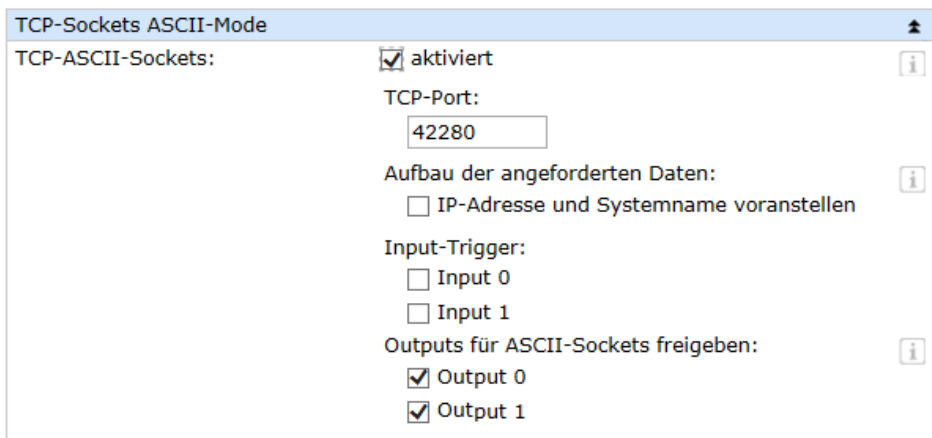 TCP-Sockets ASCII-Mode
TCP-ASCII-Sockets: aktiviert
TCP-Port:
42280
Aufbau der angeforderten Daten:
IP-Adresse und Systemname voranstellen
Input-Trigger:
Input 0
Input 1
Outputs für ASCII-Sockets freigeben:
Output 0
Output 1